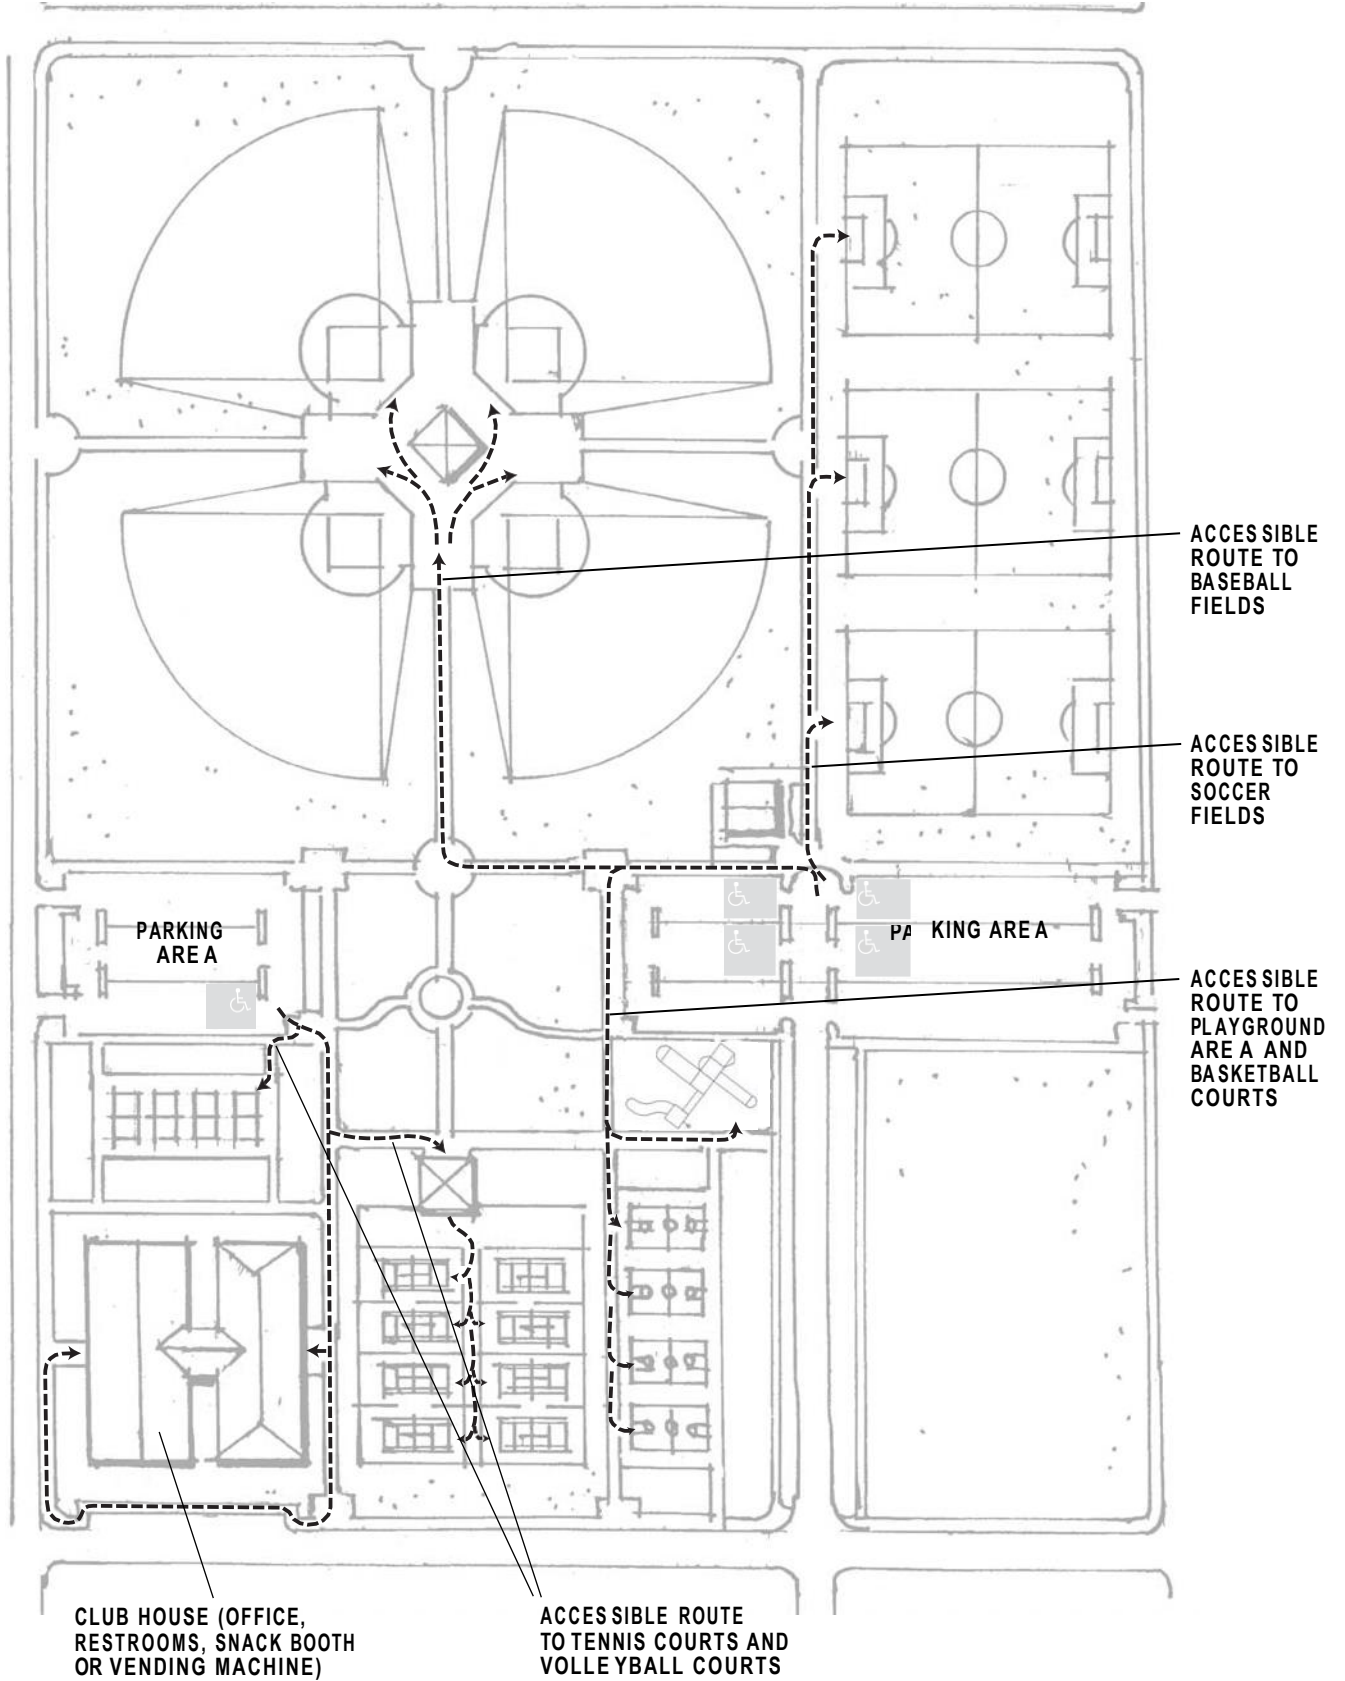 ACCESSIBLE
ROUTE TO
BASEBALL
FIELDS
ACCESSIBLE
ROUTE TO
SOCCER
FIELDS
PARKING
AREA
PARKING AREA
ACCESSIBLE
ROUTE TO
PLAYGROUND
AREA AND
BASKETBALL
COURTS
CLUB HOUSE (OFFICE,
RESTROOMS, SNACK BOOTH
OR VENDING MACHINE)
ACCESSIBLE ROUTE
TO TENNIS COURTS AND
VOLLEYBALL COURTS